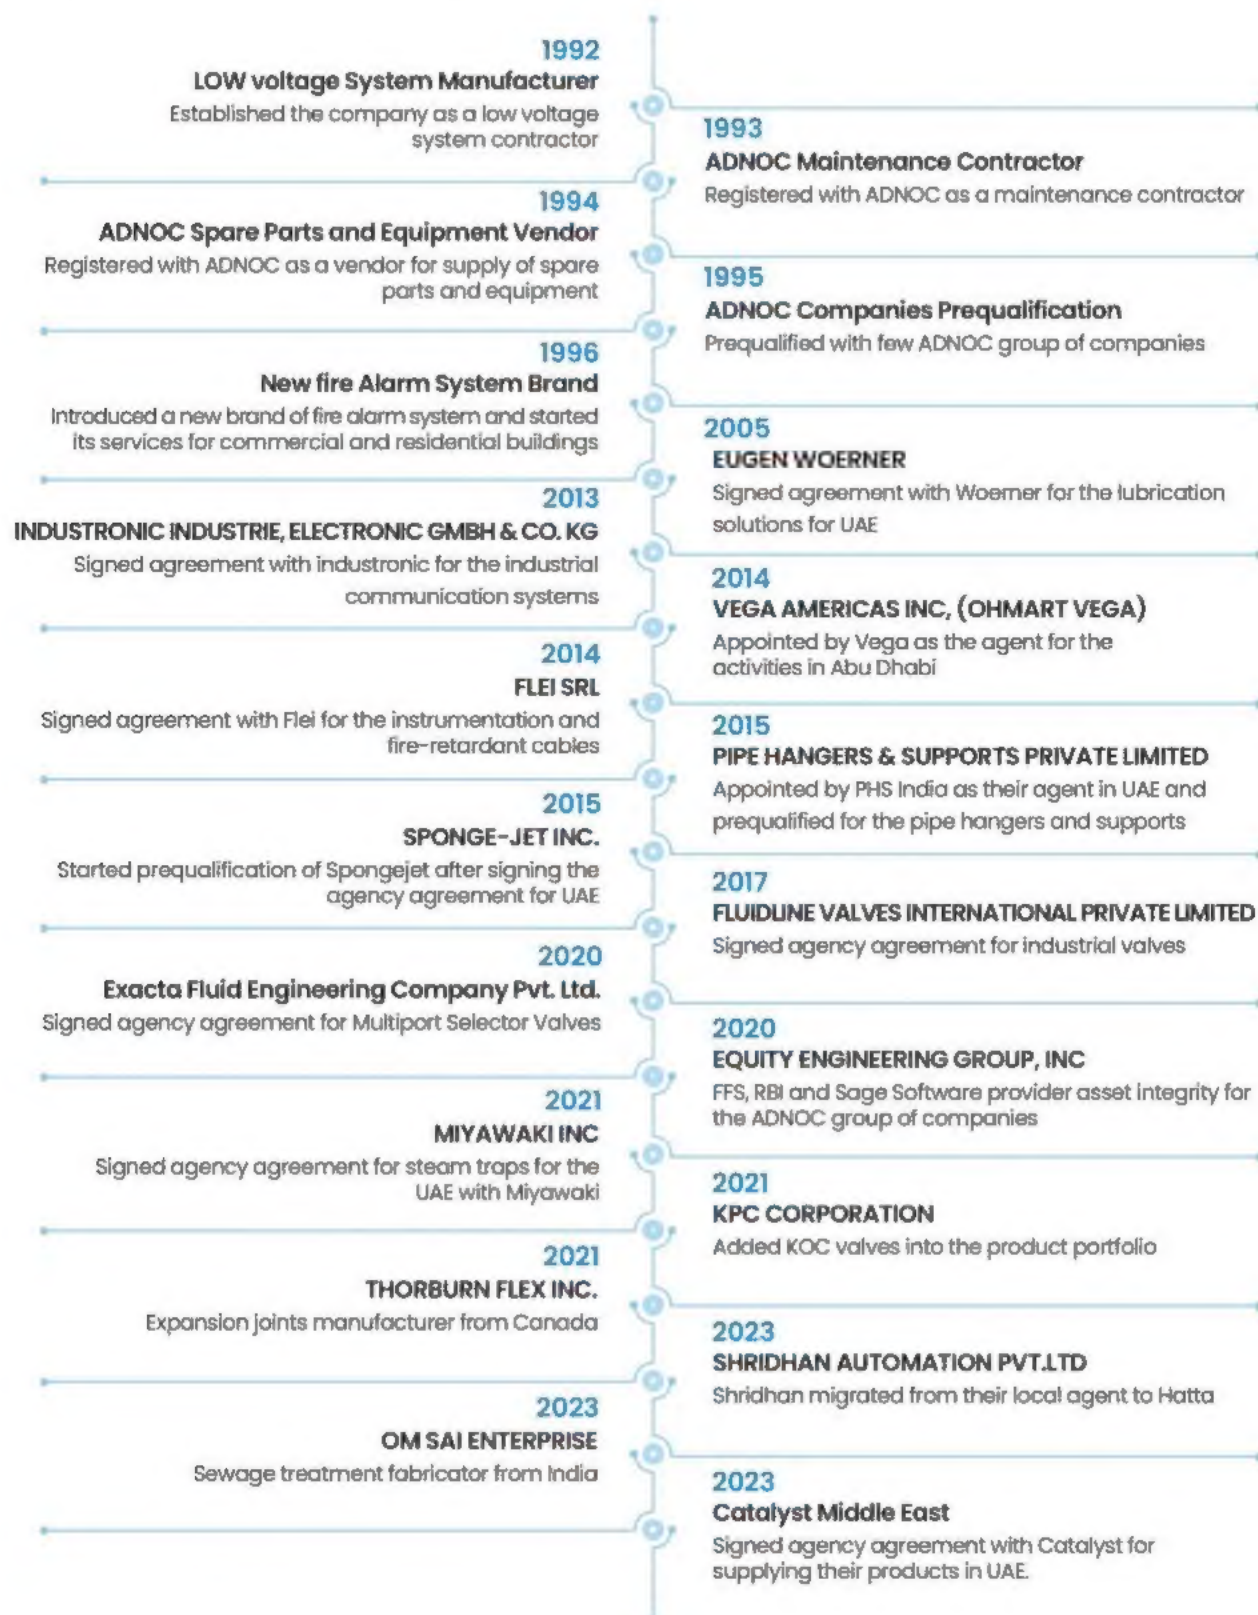 1992
LOW voltage System Manufacturer
Established the company as a low voltage
system contractor
1993
ADNOC Maintenance Contractor
Registered with ADNOC as a maintenance contractor
1994
ADNOC Spare Parts and Equipment Vendor
Registered with ADNOC as a vendor for supply of spare
parts and equipment
1995
ADNOC Companies Prequalification
Prequalified with few ADNOC group of companies
1996
New fire Alarm System Brand
Introduced a new brand of fire alarm system and started
its services for commercial and residential buildings
2005
EUGEN WOERNER
Signed agreement with Woerner for the lubrication
solutions for UAE
2013
INDUSTRONIC INDUSTRIE, ELECTRONIC GMBH & CO. KG
Signed agreement with industronic for the industrial
communication systems
2014
VEGA AMERICAS INC, (OHMART VEGA)
Appointed by Vega as the agent for the
activities in Abu Dhabi
2014
FLEI SRL
Signed agreement with Flei for the instrumentation and
fire-retardant cables
2015
PIPE HANGERS & SUPPORTS PRIVATE LIMITED
Appointed by PHS India as their agent in UAE and
prequalified for the pipe hangers and supports
2015
SPONGE-JET INC.
Started prequalification of Spongejet after signing the
agency agreement for UAE
2017
FLUIDLINE VALVES INTERNATIONAL PRIVATE LIMITED
Signed agency agreement for industrial valves
2020
Exacta Fluid Engineering Company Pvt. Ltd.
Signed agency agreement for Multiport Selector Valves
2020
EQUITY ENGINEERING GROUP, INC
FFS, RBI and Sage Software provider asset integrity for
the ADNOC group of companies
2021
MIYAWAKI INC
Signed agency agreement for steam traps for the
UAE with Miyawaki
2021
KPC CORPORATION
Added KOC valves into the product portfolio
2021
THORBURN FLEX INC.
Expansion joints manufacturer from Canada
2023
SHRIDHAN AUTOMATION PVT.LTD
Shridhan migrated from their local agent to Hatta
2023
OM SAI ENTERPRISE
Sewage treatment fabricator from India
2023
Catalyst Middle East
Signed agency agreement with Catalyst for
supplying their products in UAE.